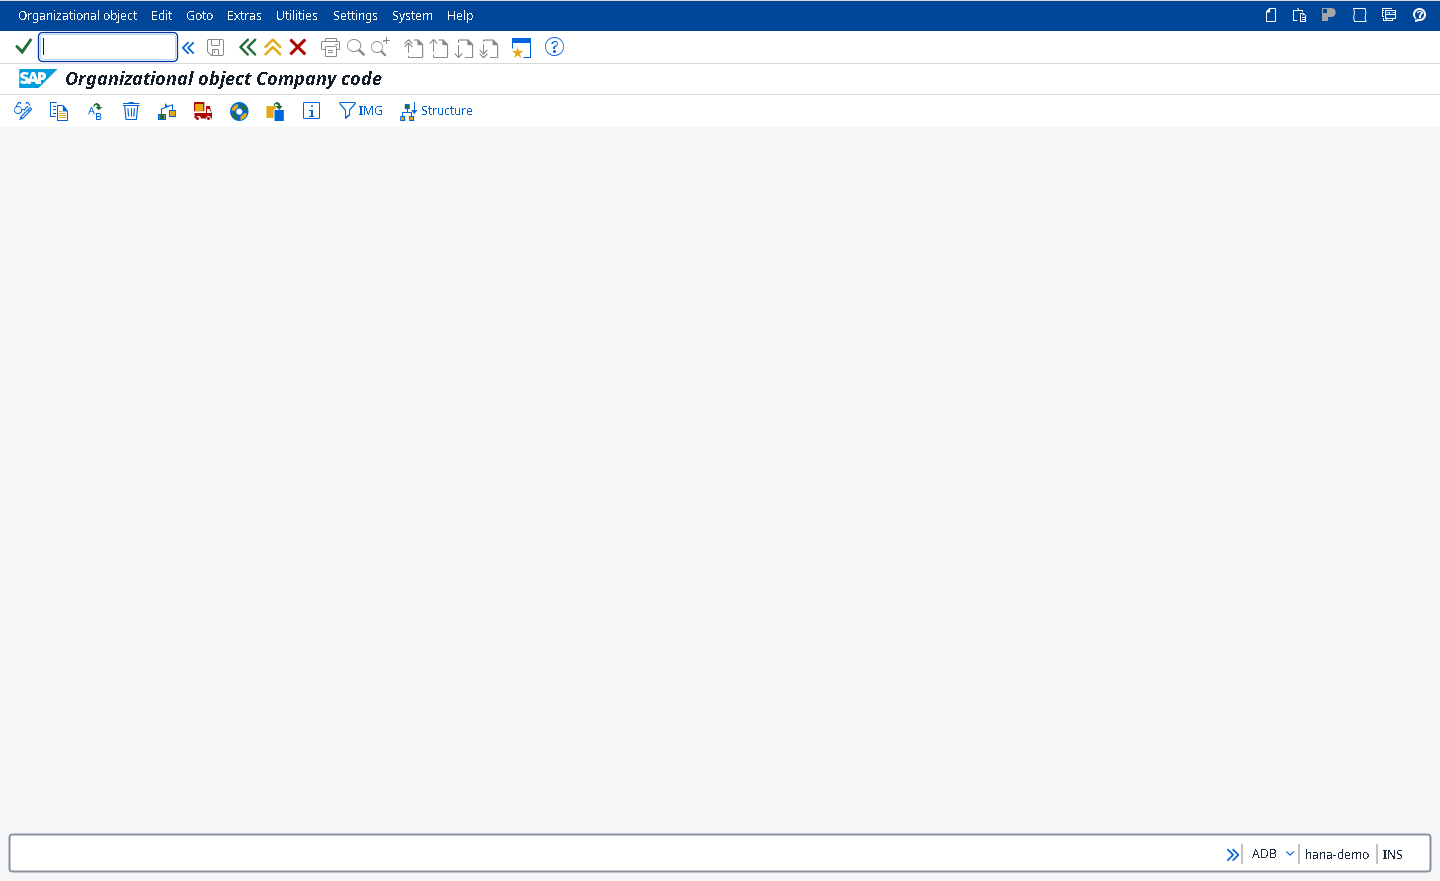 Organizational object Edit Goto Extras Utilities Settings System Help
SAP Organizational object Company code
IMG Structure
ADB hana-demo INS